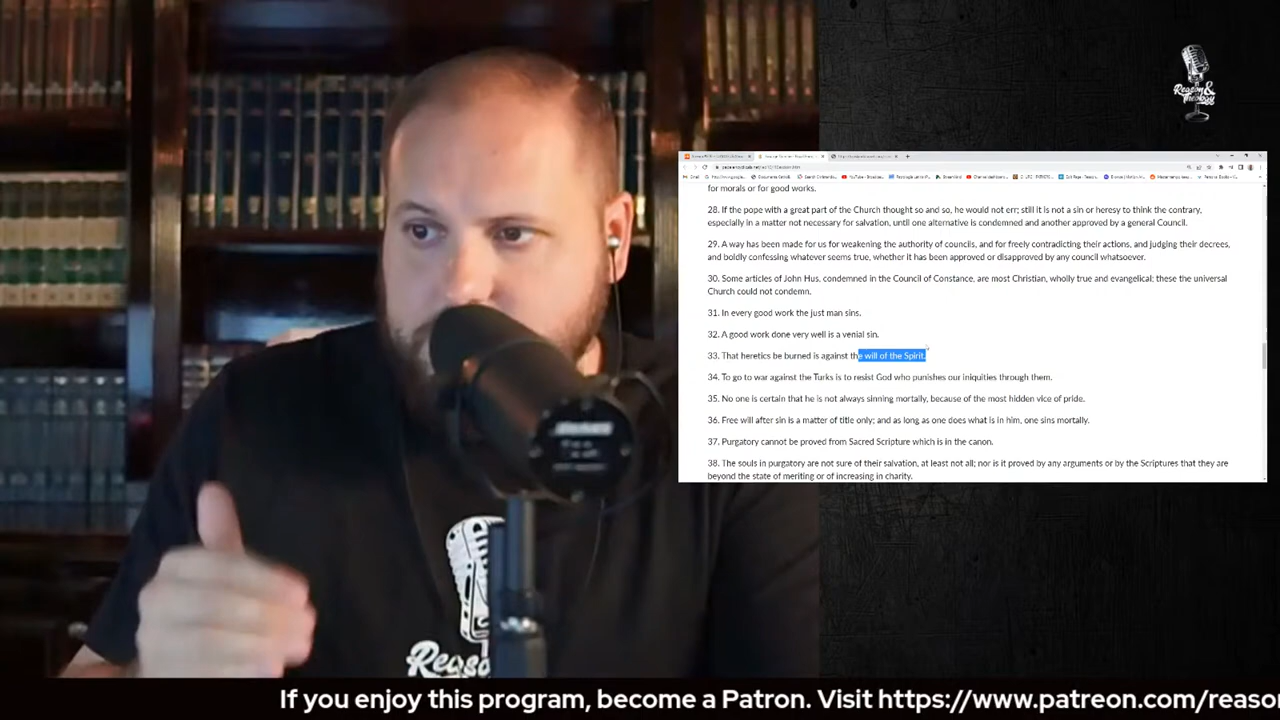 Reason &
Theology
for morals or for good works.
28. If the pope with a great part of the Church thought so and so, he would not err; still it is not a sin or heresy to think the contrary,
especially in a matter not necessary for salvation, until one alternative is condemned and another approved by a general Council.
29. A way has been made for us for weakening the authority of councils, and for freely contradicting their actions, and judging their decrees,
and boldly confessing whatever seems true, whether it has been approved or disapproved by any council whatsoever.
30. Some articles of John Hus, condemned in the Council of Constance, are most Christian, wholly true and evangelical; these the universal
Church could not condemn.
31. In every good work the just man sins.
32. A good work done very well is a venial sin.
33. That heretics be burned is against the will of the Spirit.
34. To go to war against the Turks is to resist God who punishes our iniquities through them.
35. No one is certain that he is not always sinning mortally, because of the most hidden vice of pride.
36. Free will after sin is a matter of title only; and as long as one does what is in him, one sins mortally.
37. Purgatory cannot be proved from Sacred Scripture which is in the canon.
38. The souls in purgatory are not sure of their salvation, at least not all; nor is it proved by any arguments or by the Scriptures that they are
beyond the state of meriting or of increasing in charity.
Reaso
If you enjoy this program, become a Patron. Visit https://www.patreon.com/reaso